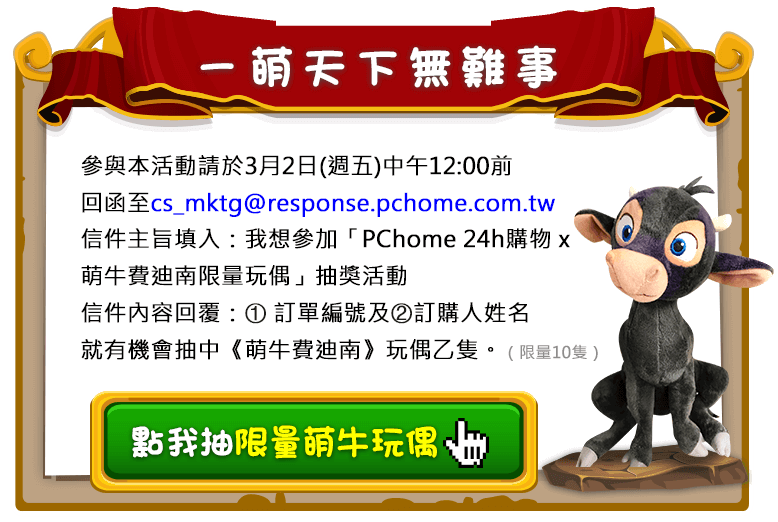 一萌天下無難事
參與本活動請於3月2日(週五)中午12:00前
回函至cs_mktg@response.pchome.com.tw
信件主旨填入：我想參加「PChome 24h購物 x
萌牛費迪南限量玩偶」抽獎活動
信件內容回覆：① 訂單編號及②訂購人姓名
就有機會抽中《萌牛費迪南》玩偶乙隻。（限量10隻）
點我抽限量萌牛玩偶